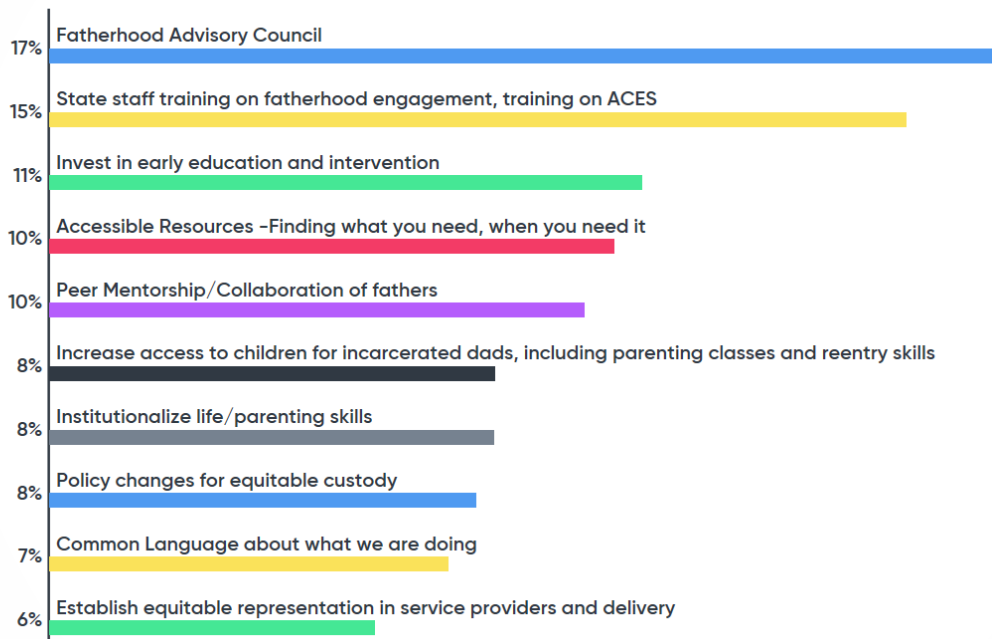 Fatherhood Advisory Council
17%
State staff training on fatherhood engagement, training on ACES
15%
Invest in early education and intervention
11%
Accessible Resources -Finding what you need, when you need it
10%
Peer Mentorship/Collaboration of fathers
10%
Increase access to children for incarcerated dads, including parenting classes and reentry skills
8%
Institutionalize life/parenting skills
8%
Policy changes for equitable custody
8%
Common Language about what we are doing
7%
Establish equitable representation in service providers and delivery
6%